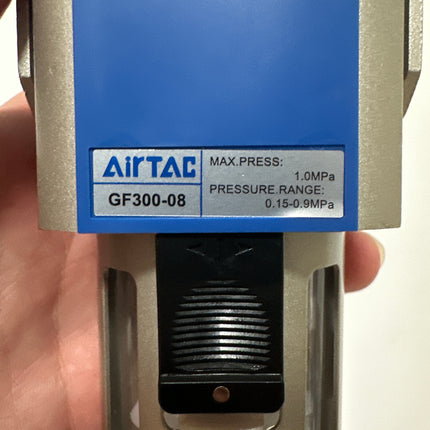 AirTAC
GF300-08
MAX.PRESS:
1.0MPa
PRESSURE.RANGE:
0.15-0.9MPa